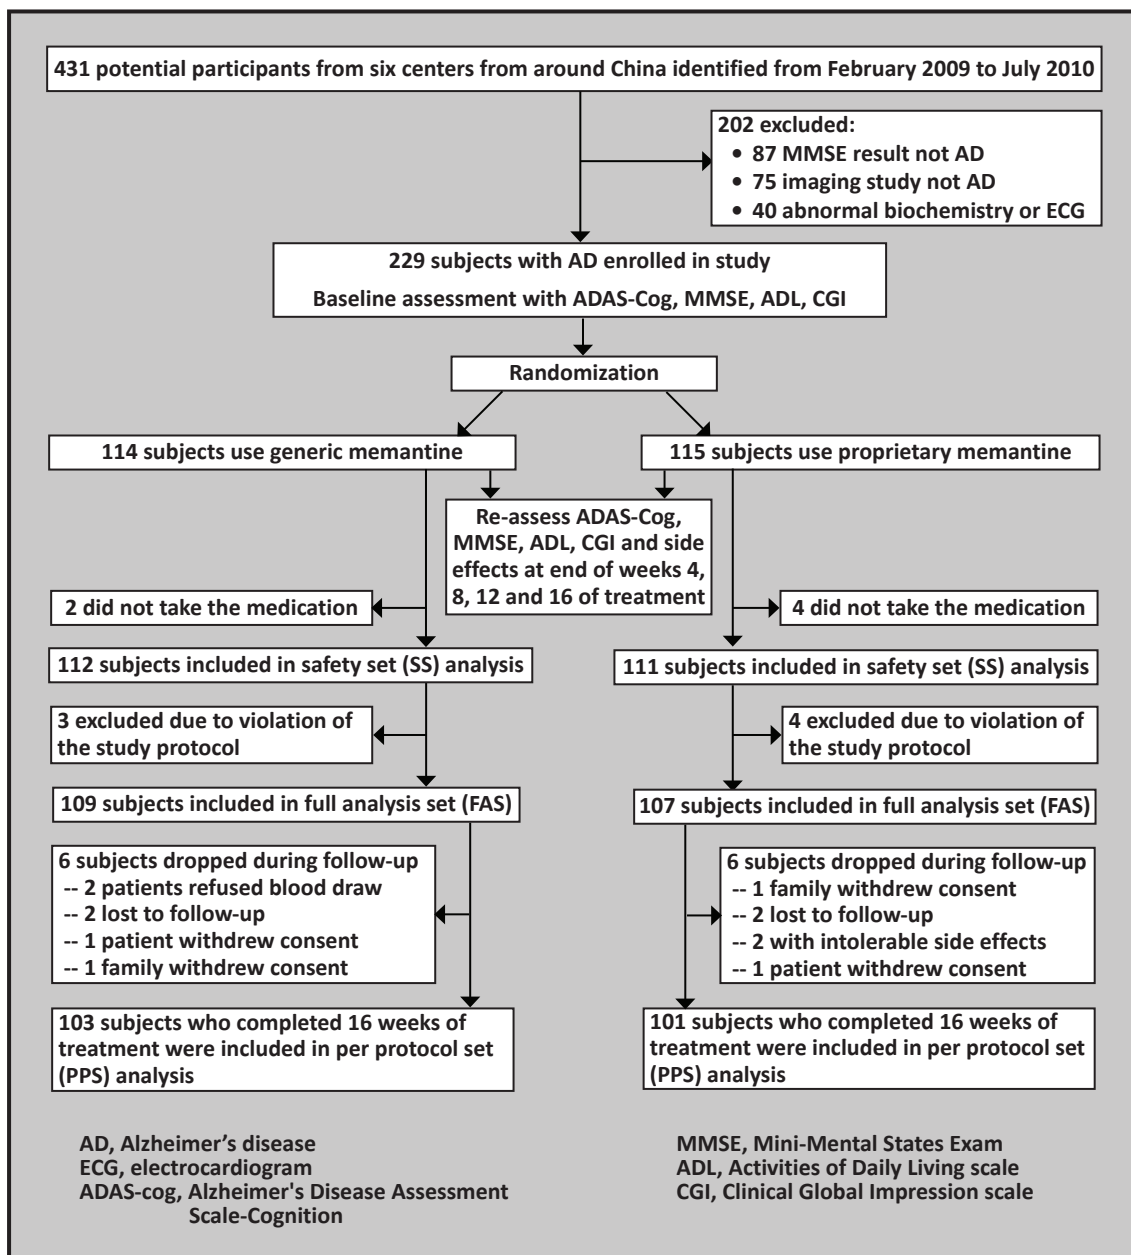 431 potential participants from six centers from around China identified from February 2009 to July 2010
202 excluded:
• 87 MMSE result not AD
• 75 imaging study not AD
• 40 abnormal biochemistry or ECG
229 subjects with AD enrolled in study
Baseline assessment with ADAS-Cog, MMSE, ADL, CGI
Randomization
114 subjects use generic memantine
115 subjects use proprietary memantine
Re-assess ADAS-Cog,
MMSE, ADL, CGI and side
effects at end of weeks 4,
8, 12 and 16 of treatment
2 did not take the medication
4 did not take the medication
112 subjects included in safety set (SS) analysis
111 subjects included in safety set (SS) analysis
3 excluded due to violation of
the study protocol
4 excluded due to violation of
the study protocol
109 subjects included in full analysis set (FAS)
107 subjects included in full analysis set (FAS)
6 subjects dropped during follow-up
-- 2 patients refused blood draw
-- 2 lost to follow-up
-- 1 patient withdrew consent
-- 1 family withdrew consent
6 subjects dropped during follow-up
-- 1 family withdrew consent
-- 2 lost to follow-up
-- 2 with intolerable side effects
-- 1 patient withdrew consent
103 subjects who completed 16 weeks of
treatment were included in per protocol set
(PPS) analysis
101 subjects who completed 16 weeks of
treatment were included in per protocol set
(PPS) analysis
AD, Alzheimer’s disease
ECG, electrocardiogram
ADAS-cog, Alzheimer's Disease Assessment
Scale-Cognition
MMSE, Mini-Mental States Exam
ADL, Activities of Daily Living scale
CGI, Clinical Global Impression scale